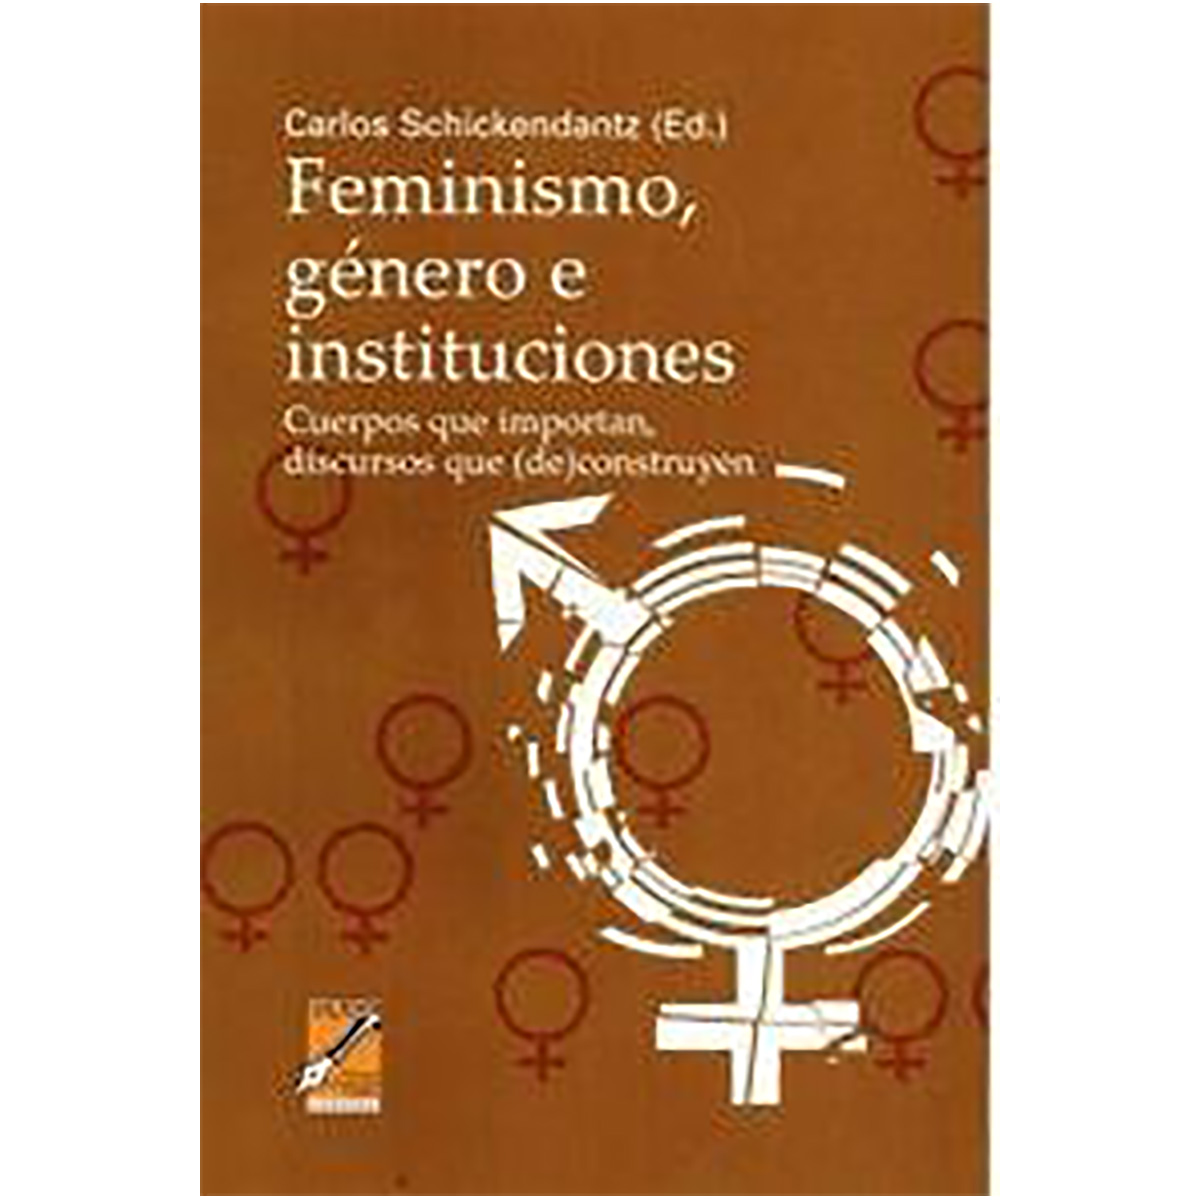 Carlos Schickendantz (Ed.)
Feminismo,
género e
instituciones
Cuerpos que importan,
discursos que (de)construyen